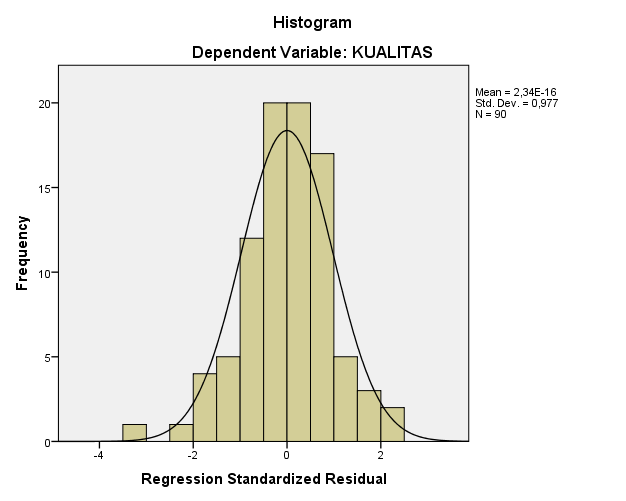 Histogram
Dependent Variable: KUALITAS
Mean = 2,34E-16
Std. Dev. = 0,977
N = 90
Frequency
20
15
10
5
0
-4
-2
0
2
Regression Standardized Residual